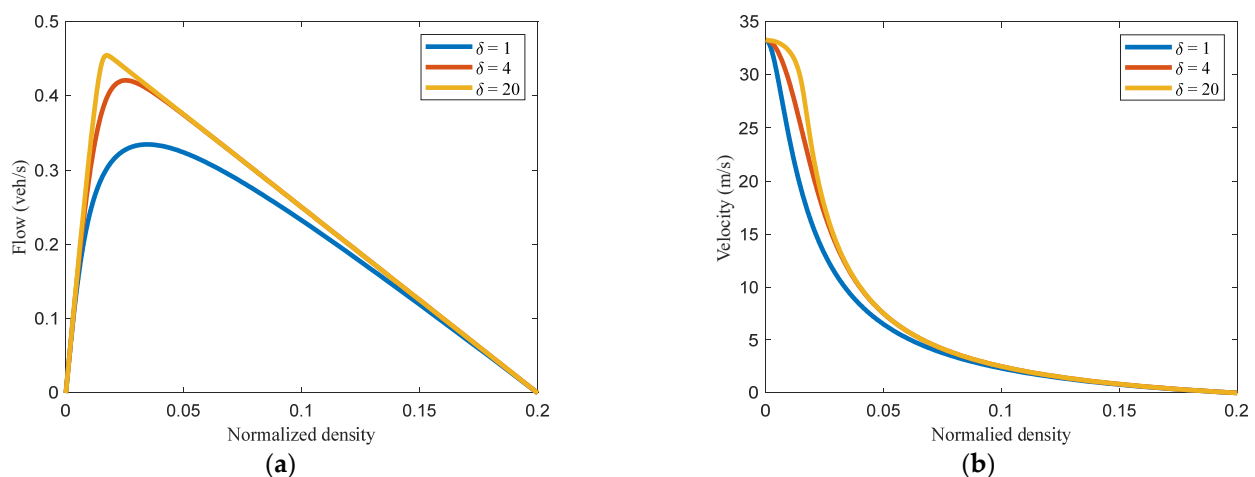 0.5
0.4
0.3
0.2
0.1
0
Flow (veh/s)
δ = 1
δ = 4
δ = 20
0
0.05
0.1
0.15
0.2
Normalized density
(a)
35
30
25
20
15
10
5
0
Velocity (m/s)
δ = 1
δ = 4
δ = 20
0
0.05
0.1
0.15
0.2
Normalied density
(b)